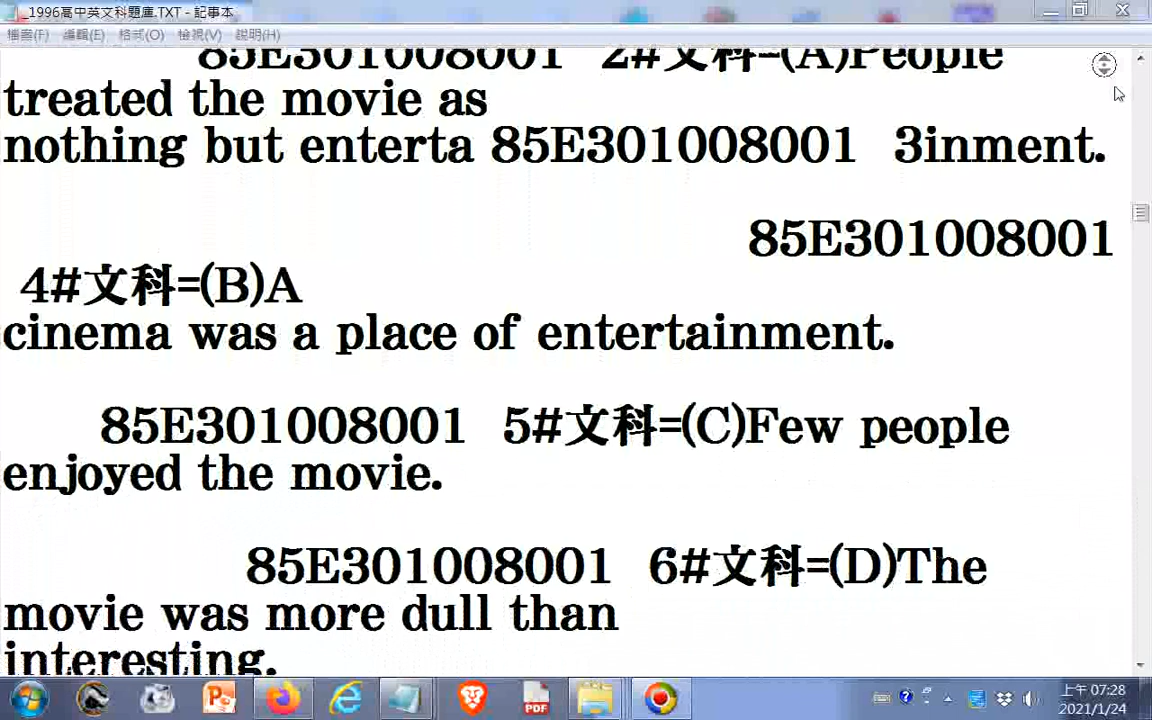 _1996高中英文科題庫.TXT - 記事本
檔案(F) 編輯(E) 格式(O) 檢視(V) 說明(H)
85E301008001 2#文科=(A)People
treated the movie as
nothing but enterta 85E301008001 3inment.
85E301008001
4#文科=(B)A
cinema was a place of entertainment.
85E301008001 5#文科=(C)Few people
enjoyed the movie.
85E301008001 6#文科=(D)The
movie was more dull than
interesting.
PDF
上午 07:28
2021/1/24